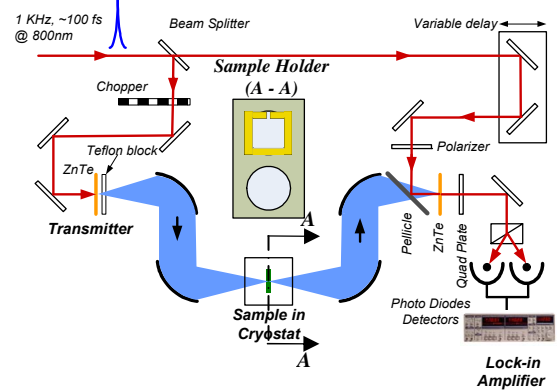 1 KHz, ~100 fs
@ 800nm
Beam Splitter
Variable delay
Sample Holder
(A - A)
Chopper
Polarizer
ZnTe
Teflon block
Transmitter
A
Pellicle
ZnTe
Quad Plate
Sample in
Cryostat
A
Photo Diodes
Detectors
Lock-in
Amplifier